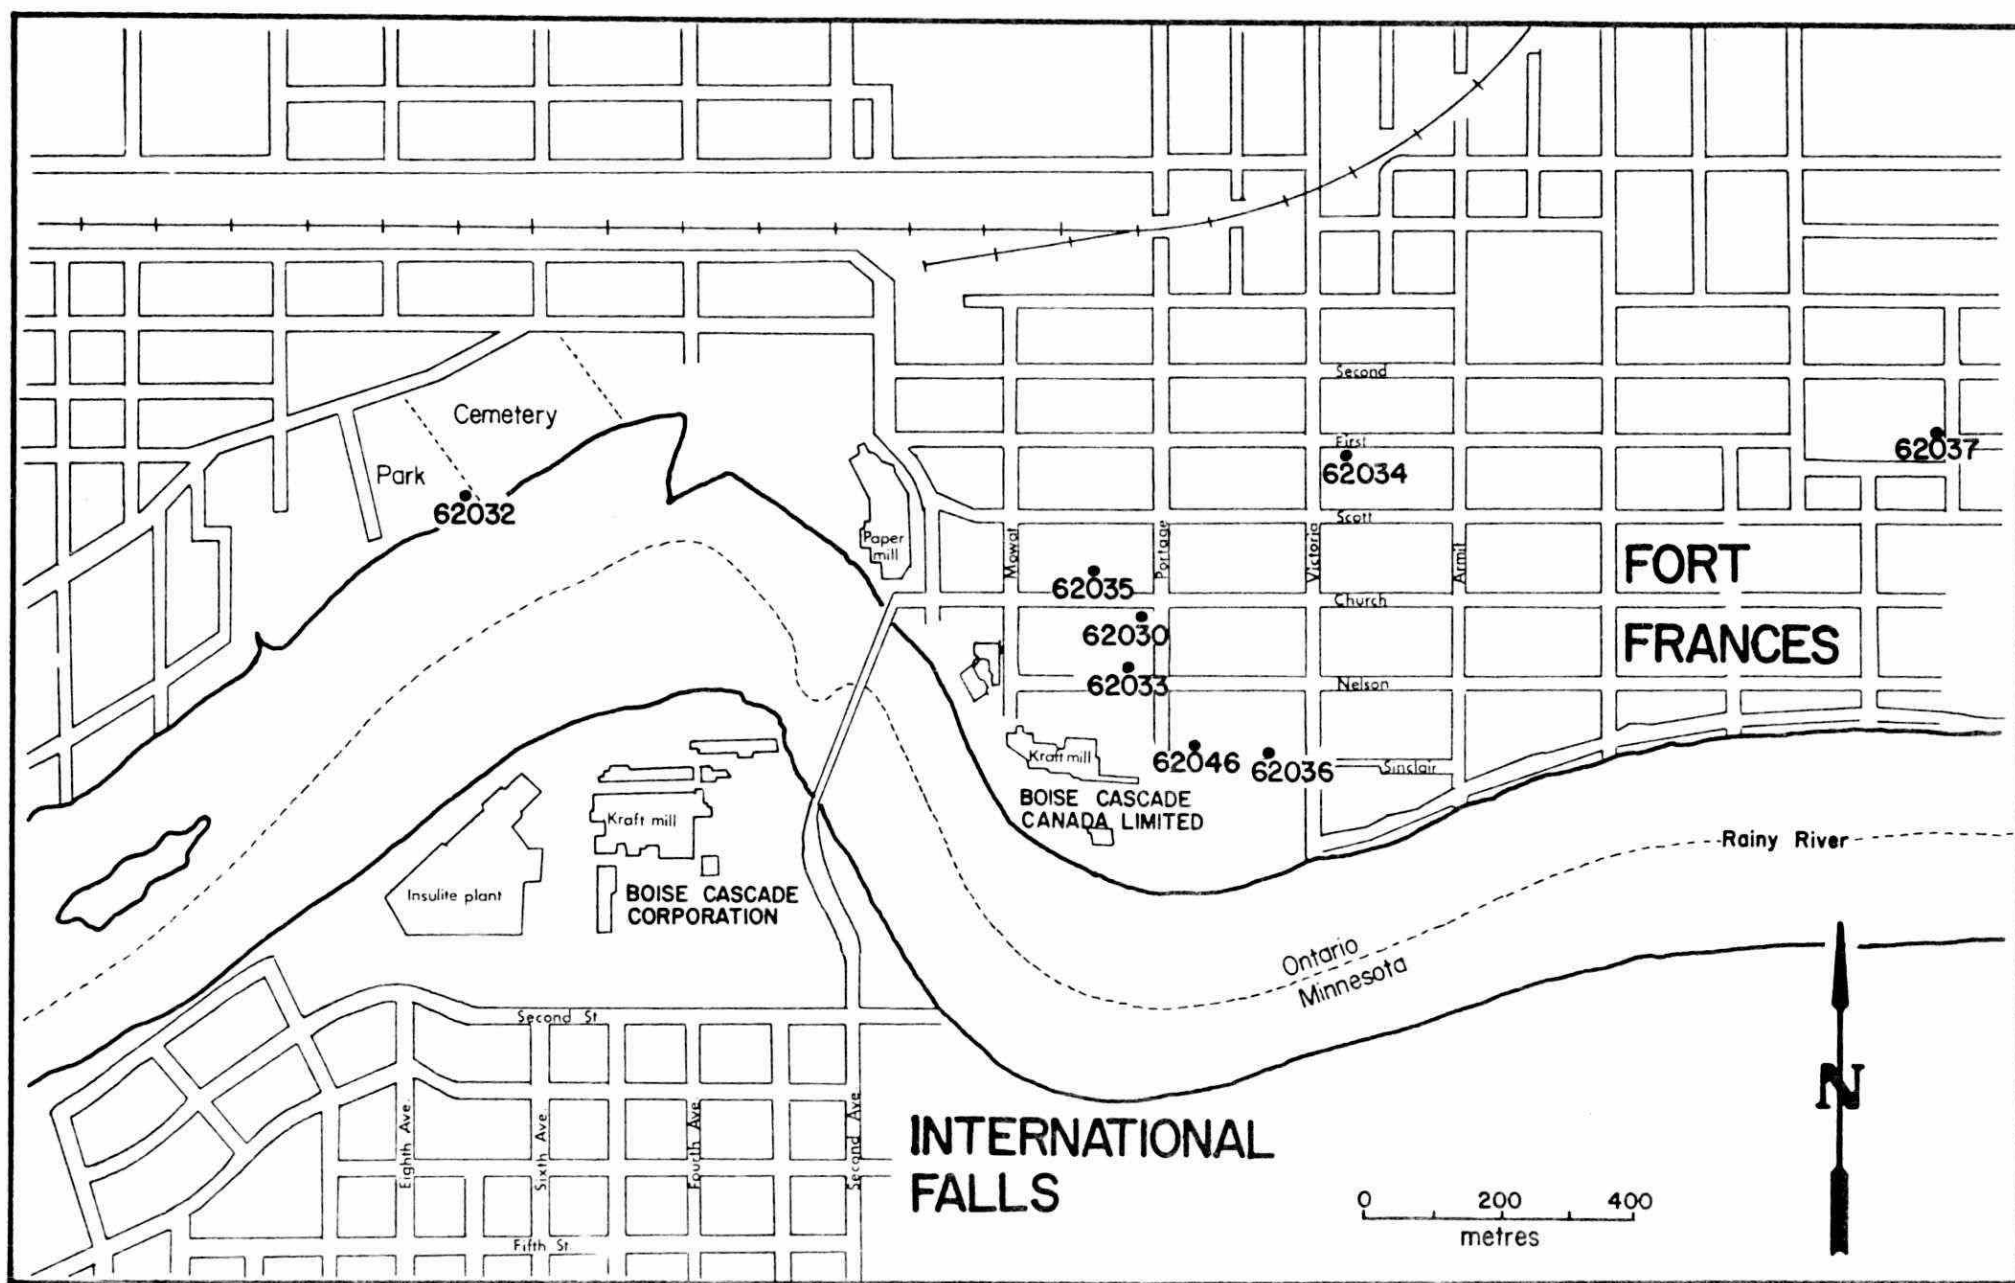 Second
Cemetery
First
62037
Park
62034
62032
Scott
Paper
mill
Mowat
Portage
Victoria
Armit
FORT
62035
Church
62030
FRANCES
62033
Nelson
Kraft mill
62046
62036
Sinclair
BOISE CASCADE
CANADA LIMITED
Kraft mill
Rainy River
Insulite plant
BOISE CASCADE
CORPORATION
Ontario
Minnesota
Second St
N
Eighth Ave.
Sixth Ave
Fourth Ave
Second Ave
INTERNATIONAL
FALLS
0 200 400
metres
Fifth St